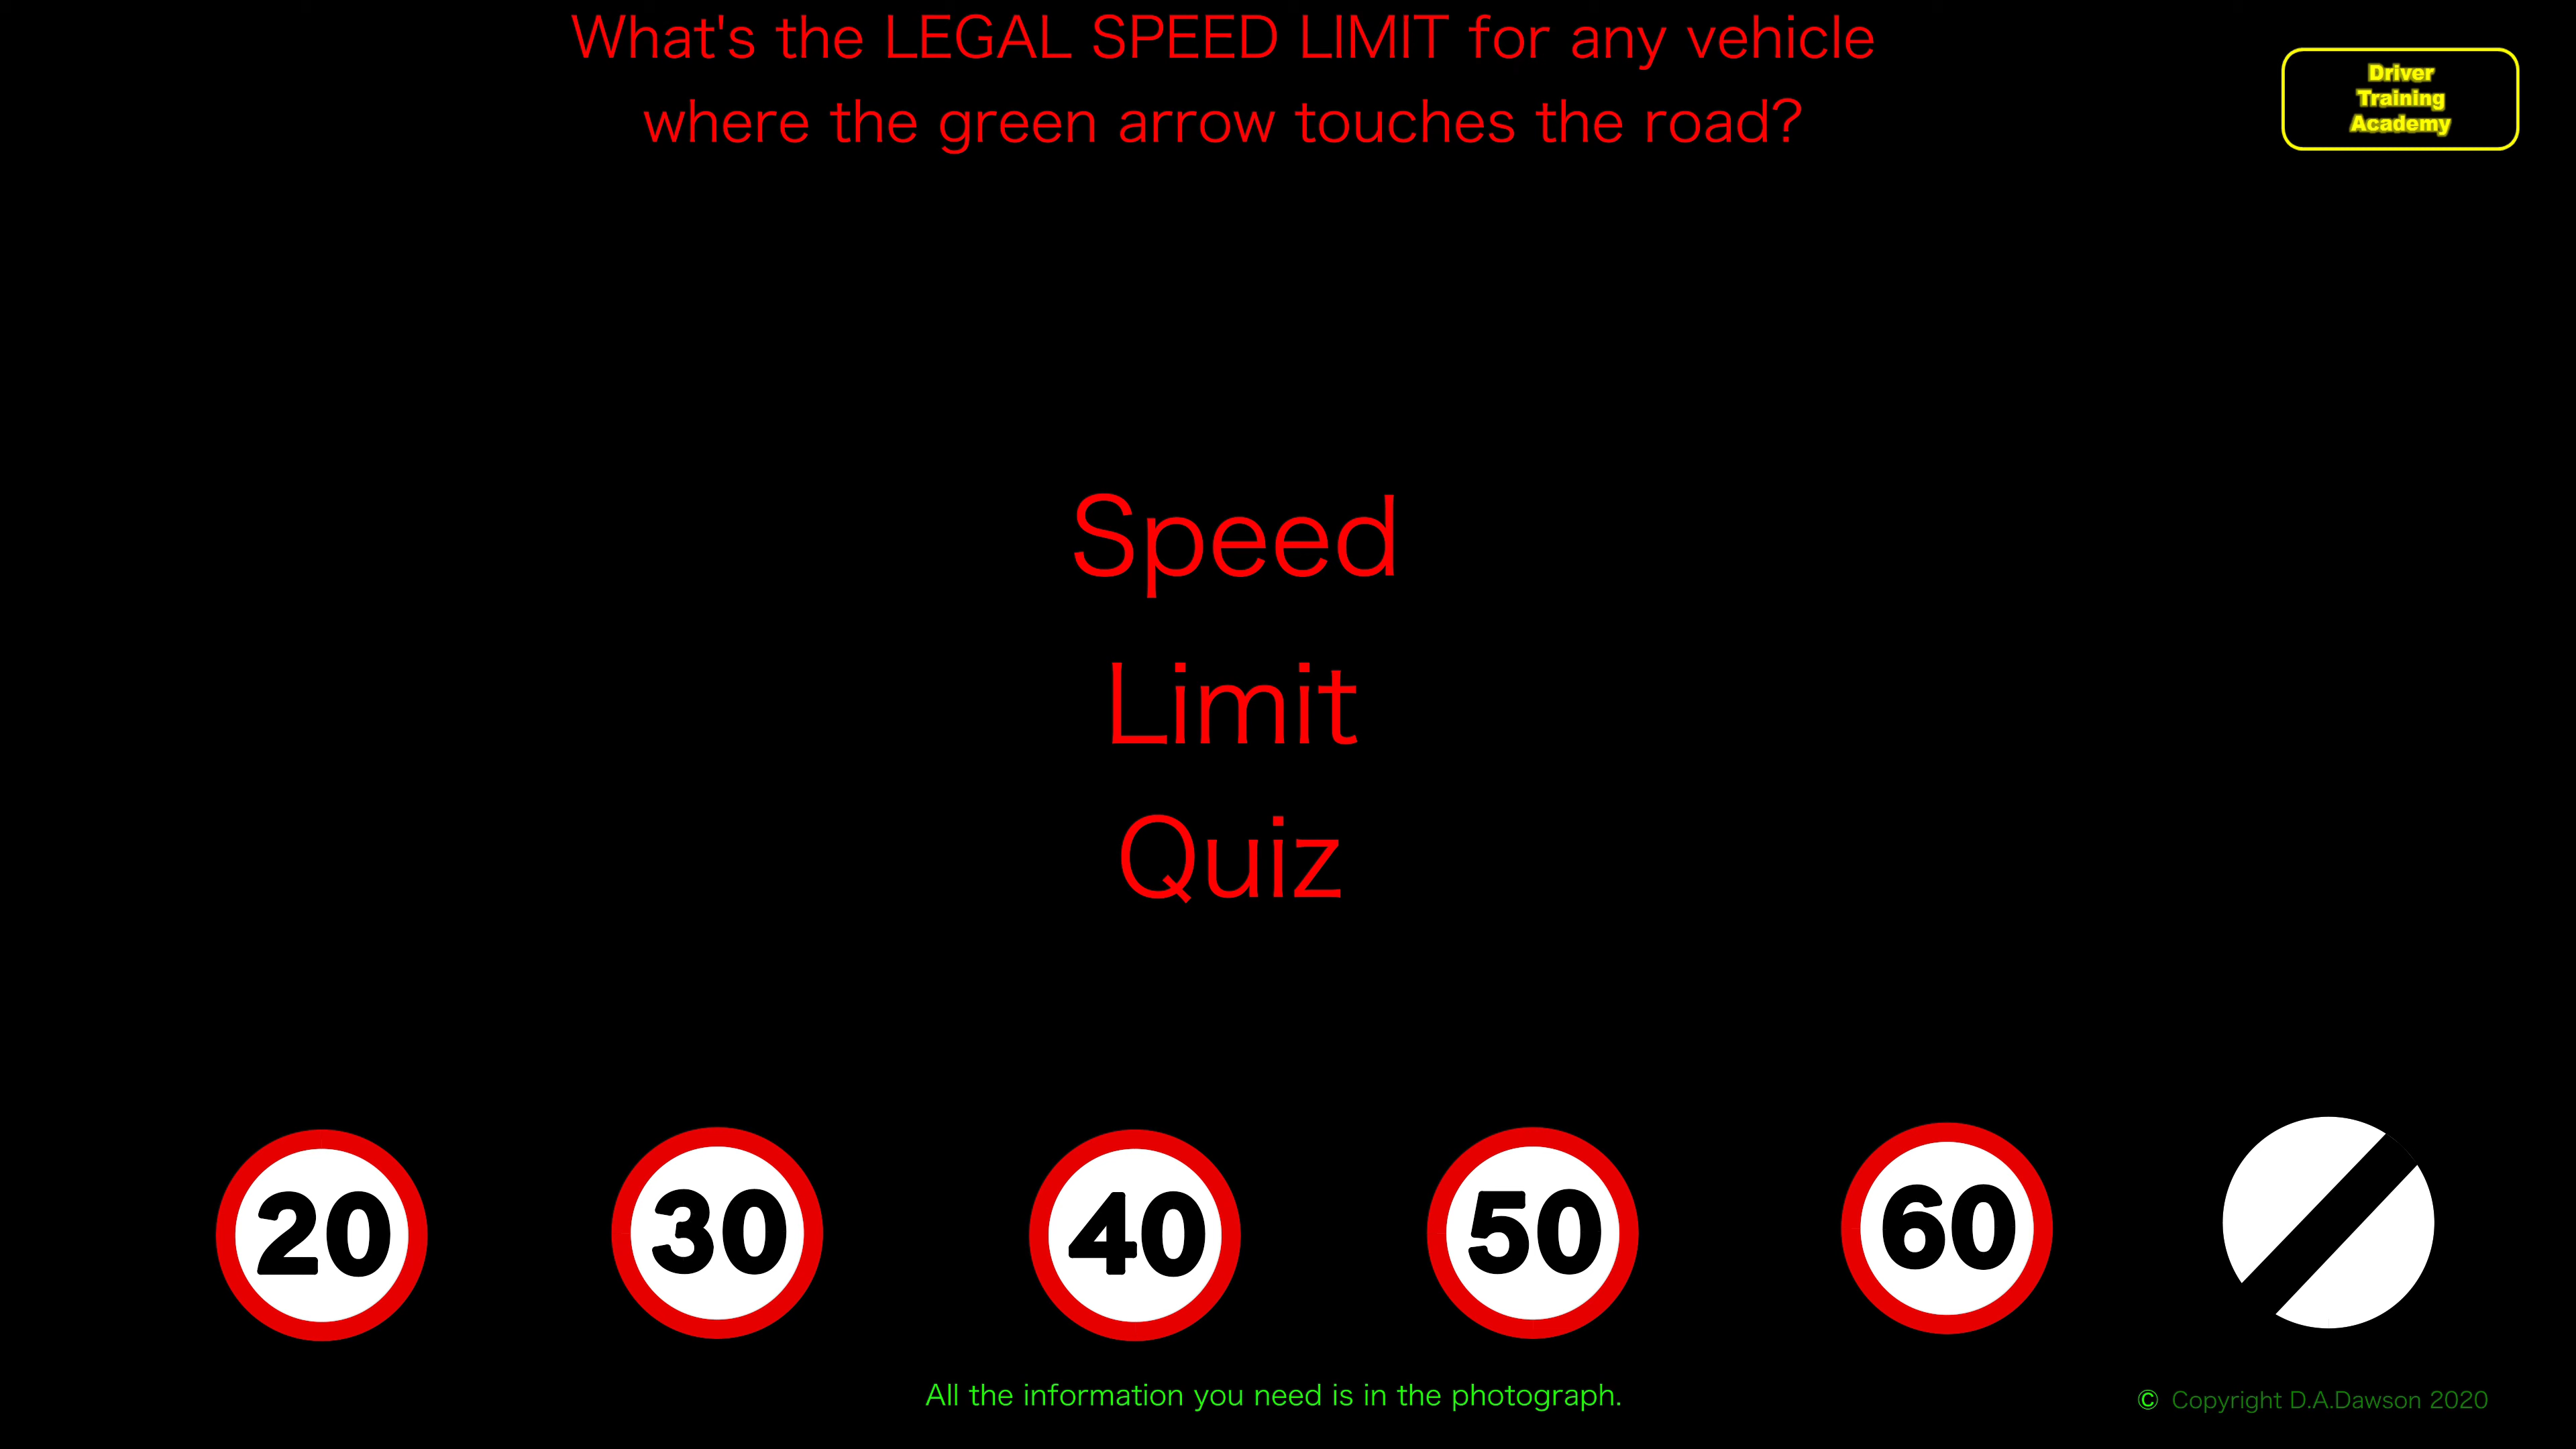 What's the LEGAL SPEED LIMIT for any vehicle
where the green arrow touches the road?
Driver
Training
Academy
Speed
Limit
Quiz
20
30
40
50
60
All the information you need is in the photograph.
© Copyright D.A.Dawson 2020